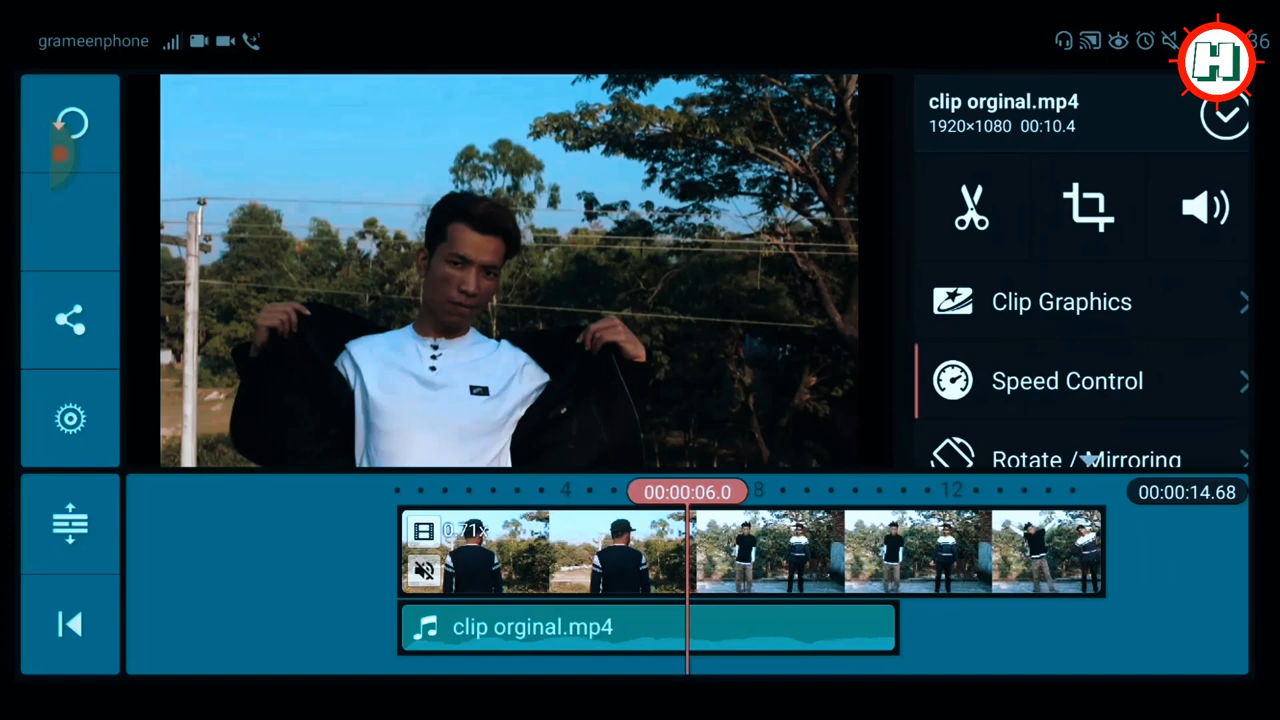 grameenphone
36
H
clip orginal.mp4
1920×1080 00:10.4
Clip Graphics
Speed Control
Rotate / Mirroring
4
00:00:06.0
8
12
00:00:14.68
0.71x
clip orginal.mp4